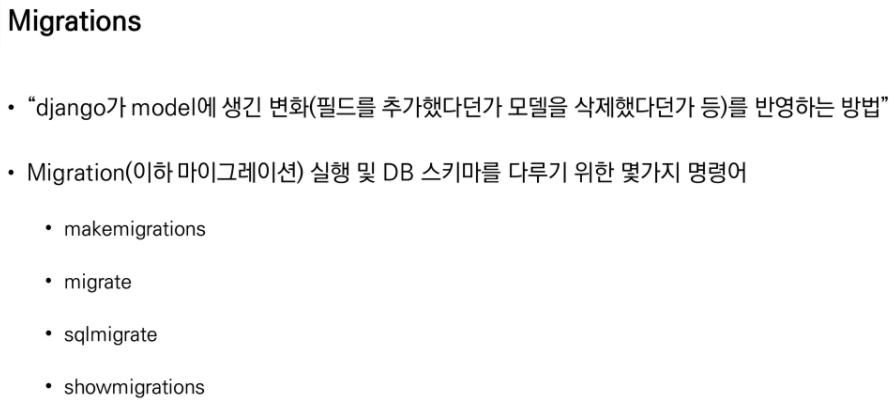 Migrations
• “django가 model에 생긴 변화(필드를 추가했다던가 모델을 삭제했다던가 등)를 반영하는 방법”
• Migration(이하 마이그레이션) 실행 및 DB 스키마를 다루기 위한 몇가지 명령어
• makemigrations
• migrate
• sqlmigrate
• showmigrations